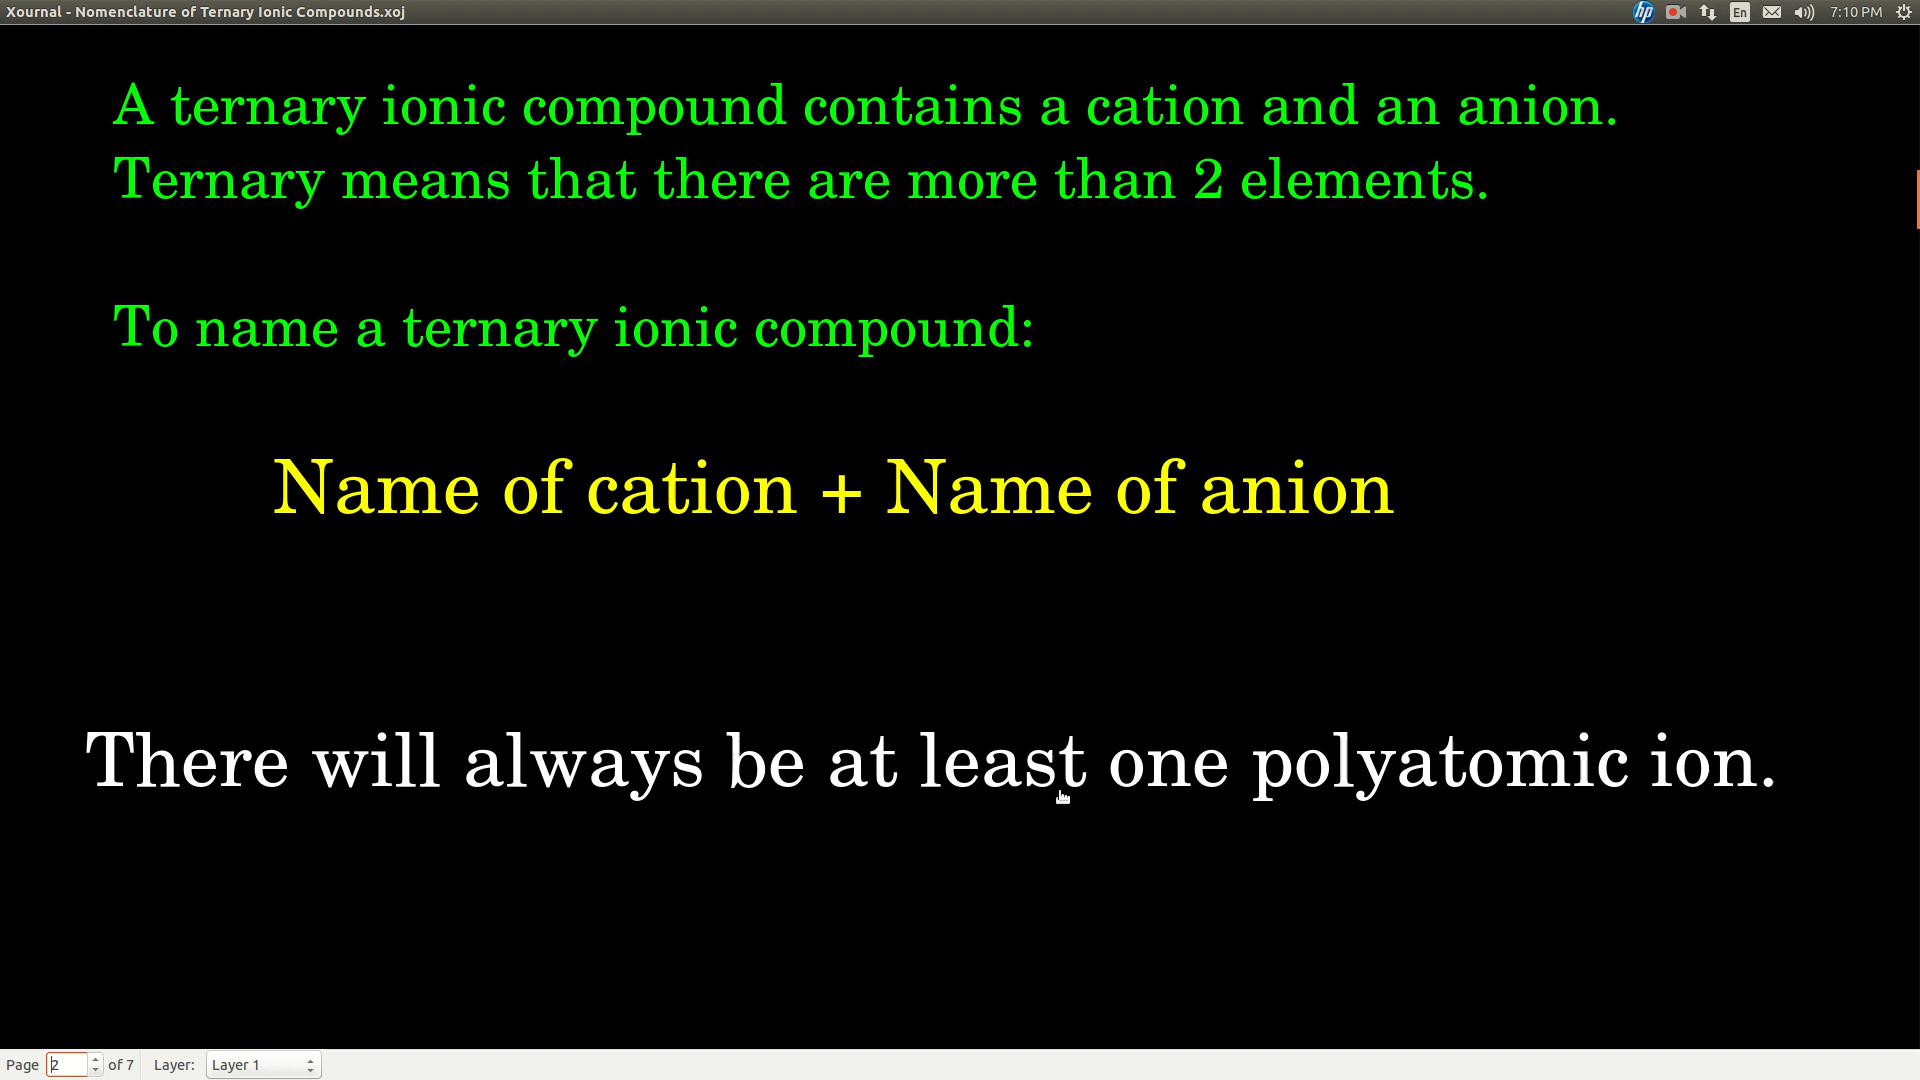 Xournal - Nomenclature of Ternary Ionic Compounds.xoj
hp En 7:10 PM
A ternary ionic compound contains a cation and an anion.
Ternary means that there are more than 2 elements.
To name a ternary ionic compound:
Name of cation + Name of anion
There will always be at least one polyatomic ion.
Page 2 of 7 Layer: Layer 1